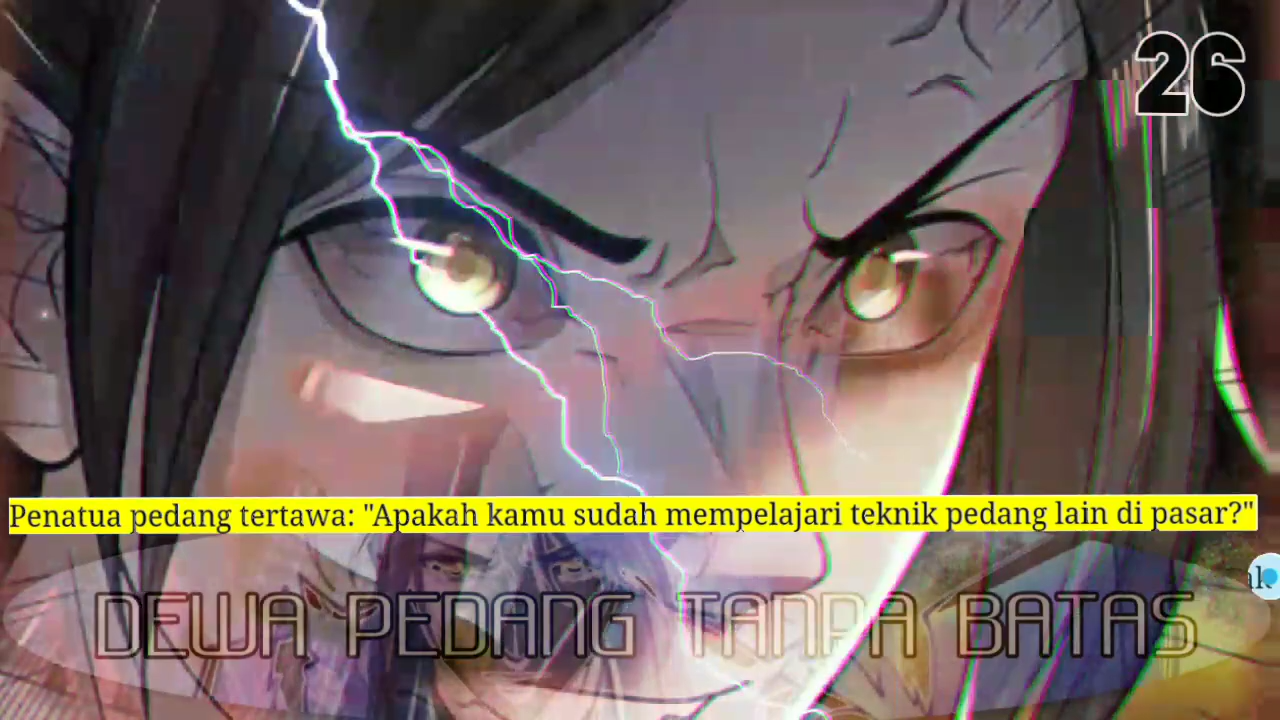 26
Penatua pedang tertawa: "Apakah kamu sudah mempelajari teknik pedang lain di pasar?"
DEWA PEDANG TANPA BATAS